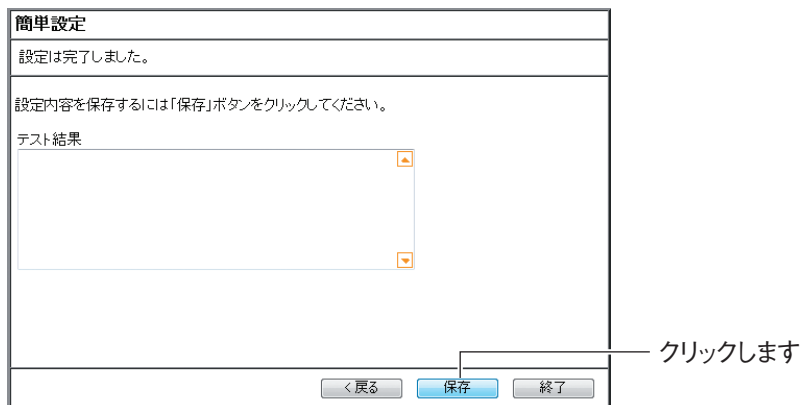 簡単設定
設定は完了しました。
設定内容を保存するには「保存」ボタンをクリックしてください。
テスト結果
クリックします
<戻る 保存 終了